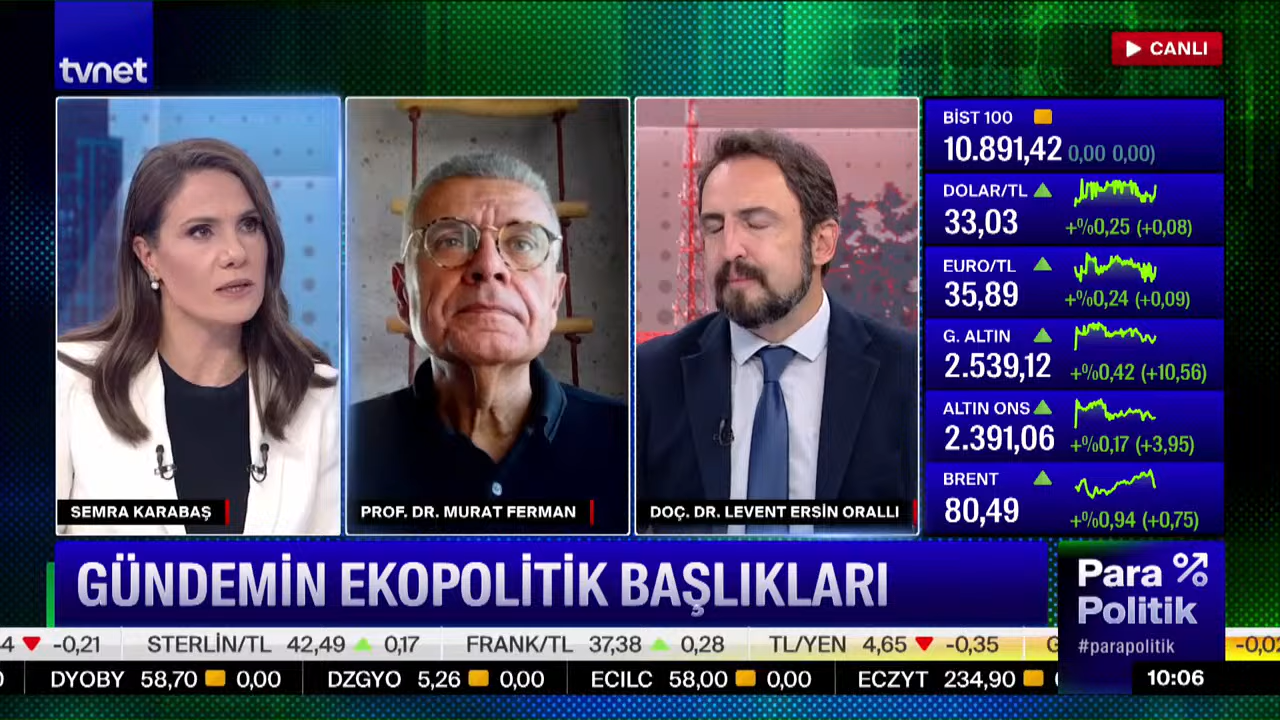 tvnet
CANLI
SEMRA KARABAŞ
PROF. DR. MURAT FERMAN
DOÇ. DR. LEVENT ERSİN ORALLI
BİST 100
10.891,42 0,00 0,00)
DOLAR/TL
33,03 +%0,25 (+0,08)
EURO/TL
35,89 +%0,24 (+0,09)
G. ALTIN
2.539,12 +%0,42 (+10,56)
ALTIN ONS
2.391,06 +%0,17 (+3,95)
BRENT
80,49 +%0,94 (+0,75)
GÜNDEMİN EKOPOLİTİK BAŞLIKLARI
Para %
Politik
#parapolitik
4 -0,21 STERLİN/TL 42,49 0,17 FRANK/TL 37,38 0,28 TL/YEN 4,65 -0,35 G -0,02
0 DYOBY 58,70 0,00 DZGYO 5,26 0,00 ECILC 58,00 0,00 ECZYT 234,90
10:06